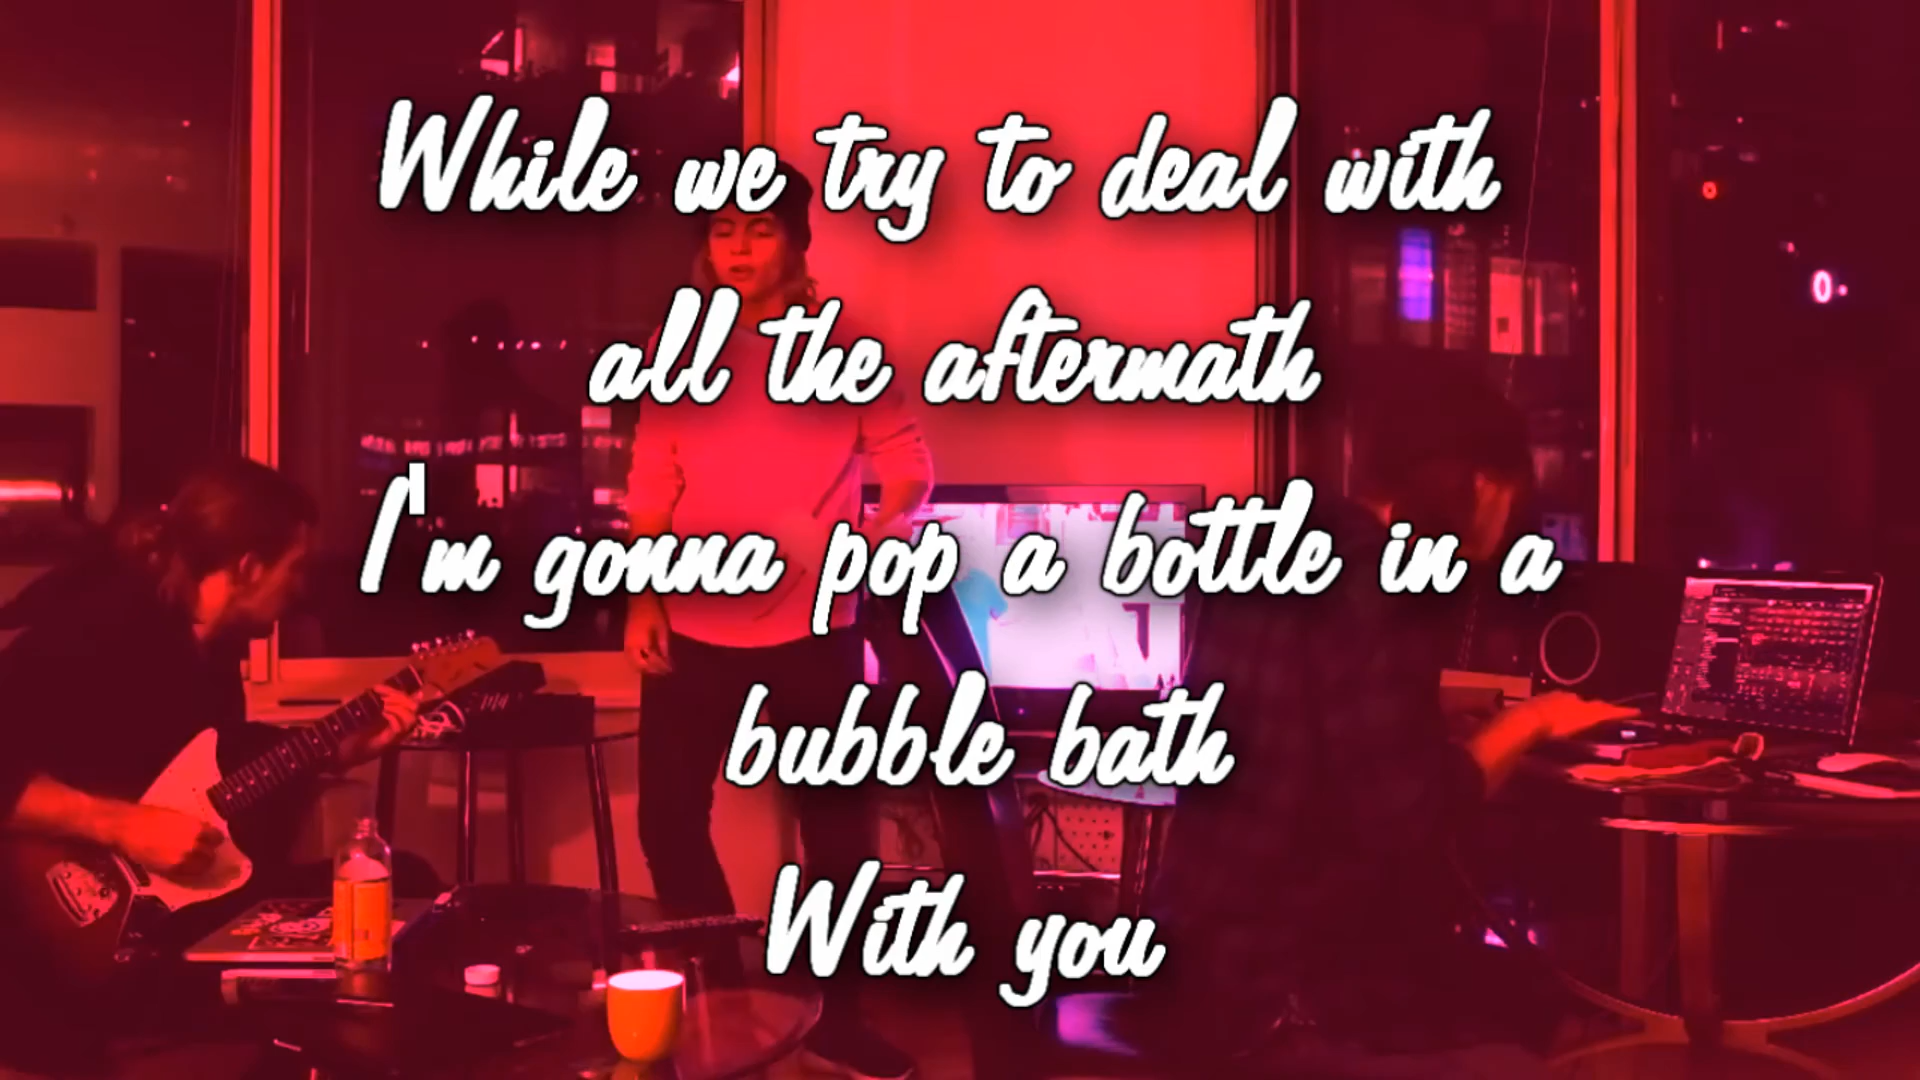 While we try to deal with
all the aftermath
I'm gonna pop a bottle in a
bubble bath
With you